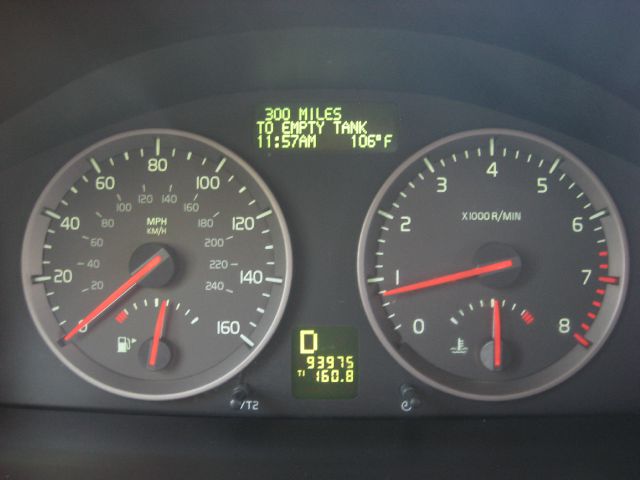 300 MILES
TO EMPTY TANK
11:57AM 106°F
0 20 40 60 80 100 120 140 160
20 40 60 80 100 120 140 160 180 200 220 240
MPH
KM/H
0 1 2 3 4 5 6 7 8
X1000 R/MIN
D
93975
T1 160.8
/T2